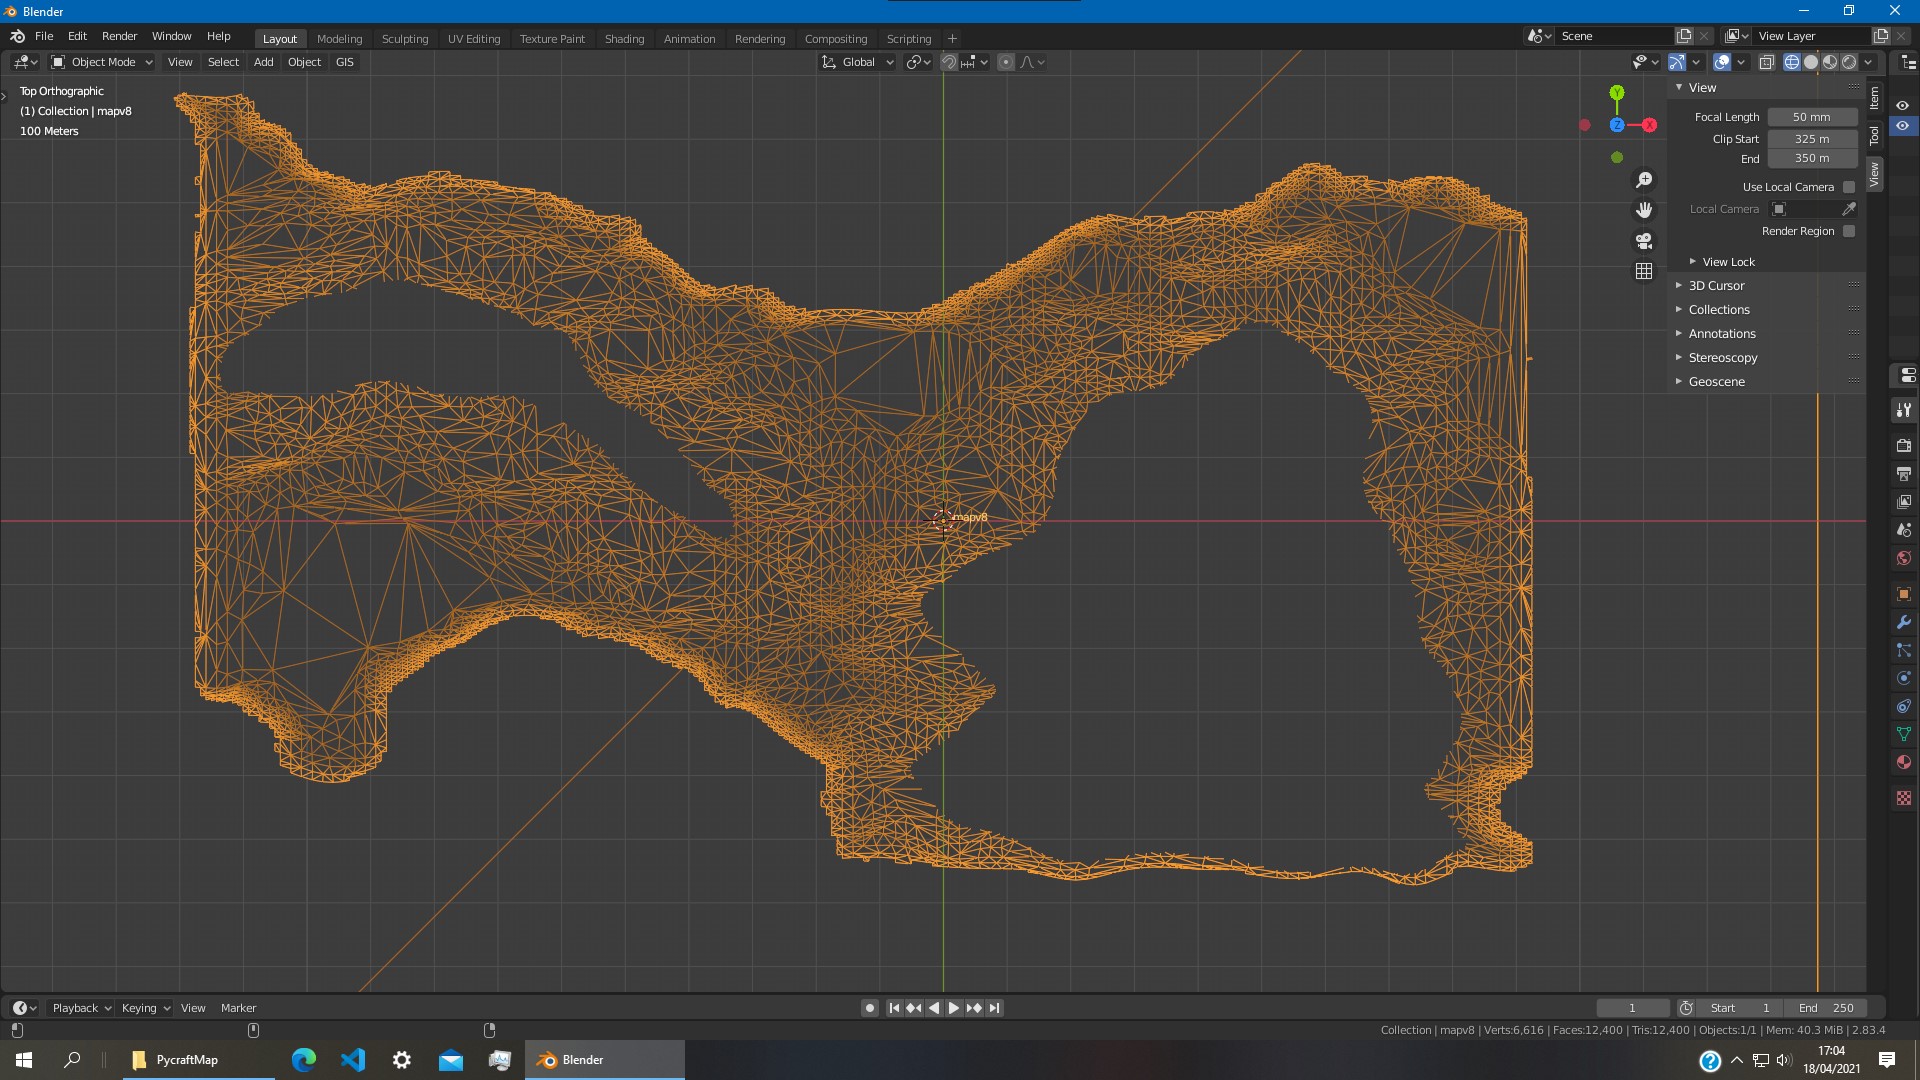 Blender
File Edit Render Window Help
Layout Modeling Sculpting UV Editing Texture Paint Shading Animation Rendering Compositing Scripting +
Scene
View Layer
Object Mode View Select Add Object GIS
Global
Top Orthographic
(1) Collection | mapv8
100 Meters
Y
X
Z
View
Focal Length 50 mm
Clip Start 325 m
End 350 m
Use Local Camera
Local Camera
Render Region
View Lock
3D Cursor
Collections
Annotations
Stereoscopy
Geoscene
Item
Tool
View
mapv8
Playback Keying View Marker
1
Start 1
End 250
Collection | mapv8 | Verts:6,616 | Faces:12,400 | Tris:12,400 | Objects:1/1 | Mem: 40.3 MiB | 2.83.4
PycraftMap
Blender
17:04
18/04/2021